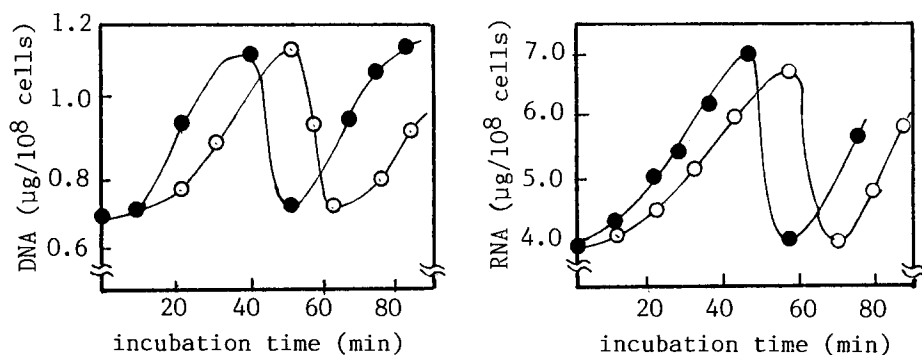 DNA (μg/10⁸ cells)
1.2
1.0
0.8
0.6
20 40 60 80
incubation time (min)
RNA (μg/10⁸ cells)
7.0
6.0
5.0
4.0
20 40 60 80
incubation time (min)